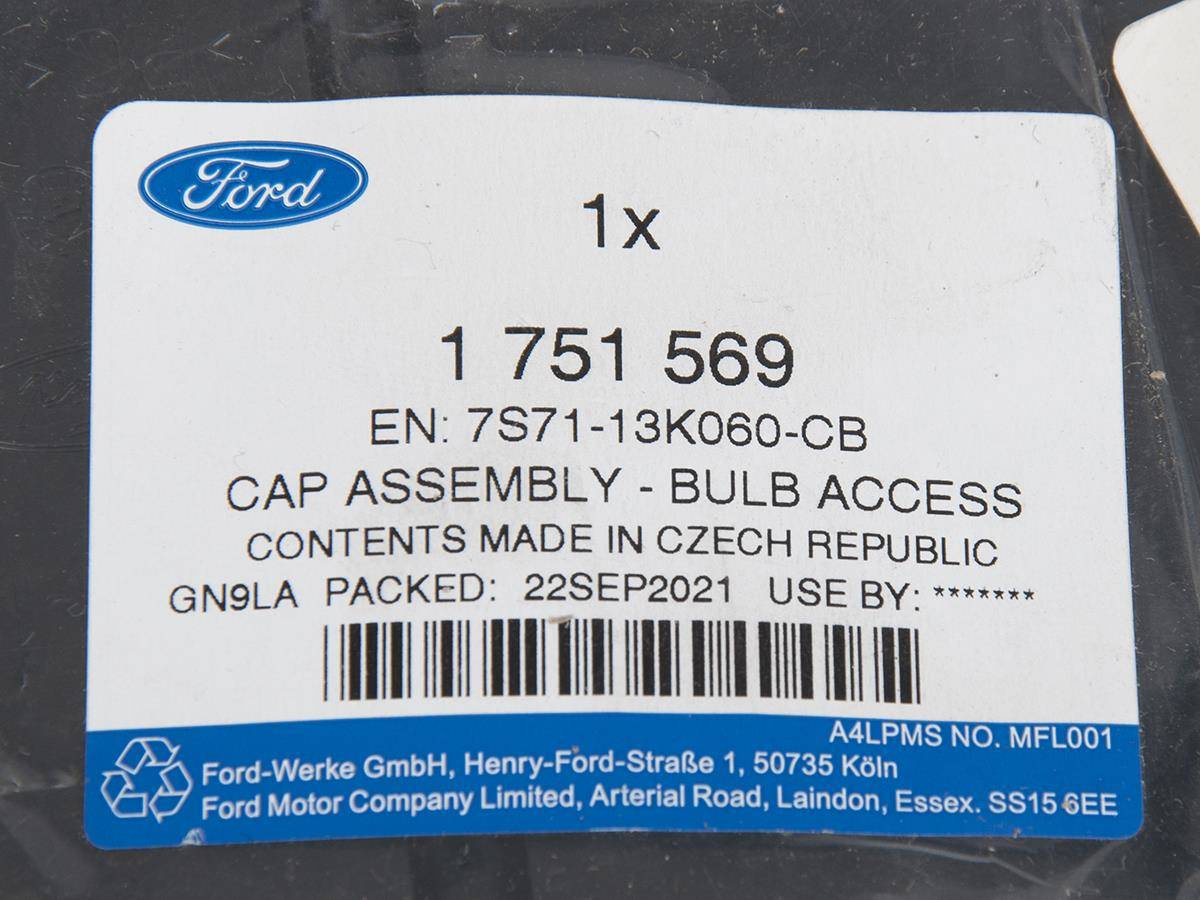 Ford
1x
1 751 569
EN: 7S71-13K060-CB
CAP ASSEMBLY - BULB ACCESS
CONTENTS MADE IN CZECH REPUBLIC
GN9LA PACKED: 22SEP2021 USE BY: *******
A4LPMS NO. MFL001
Ford-Werke GmbH, Henry-Ford-Straße 1, 50735 Köln
Ford Motor Company Limited, Arterial Road, Laindon, Essex. SS15 6EE